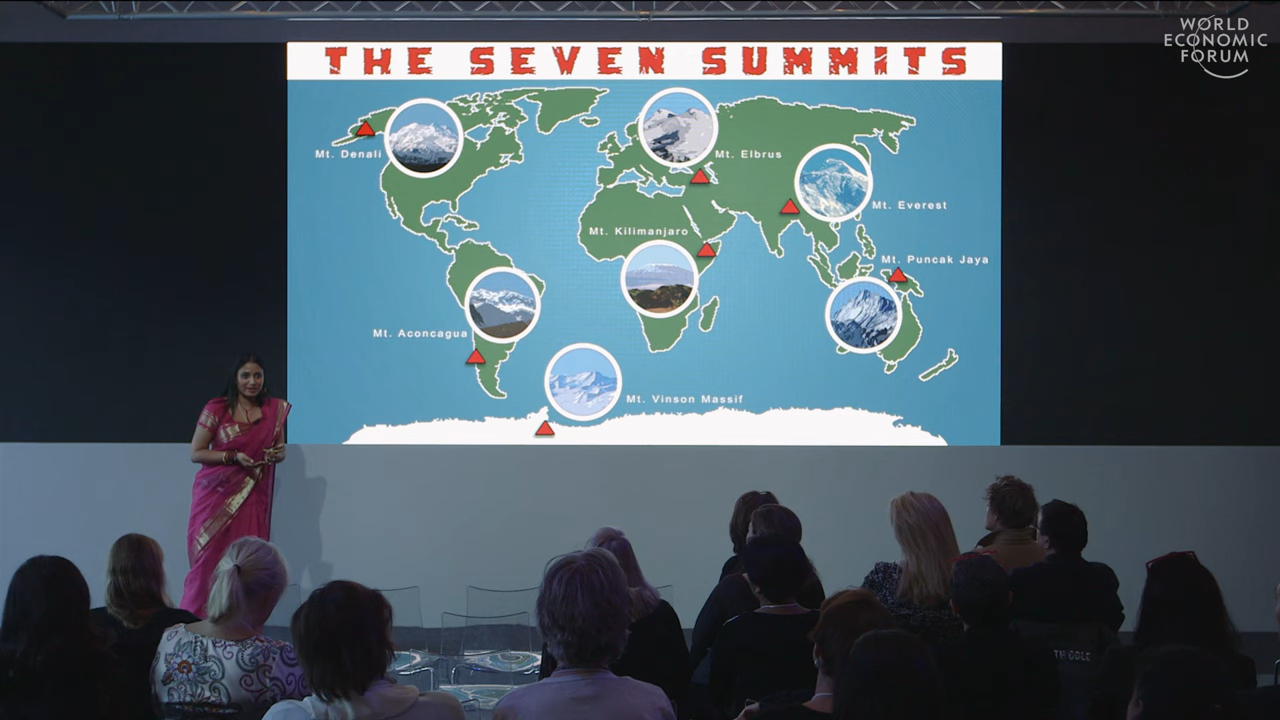 WORLD
ECONOMIC
FORUM
THE SEVEN SUMMITS
Mt. Denali
Mt. Elbrus
Mt. Everest
Mt. Kilimanjaro
Mt. Puncak Jaya
Mt. Aconcagua
Mt. Vinson Massif